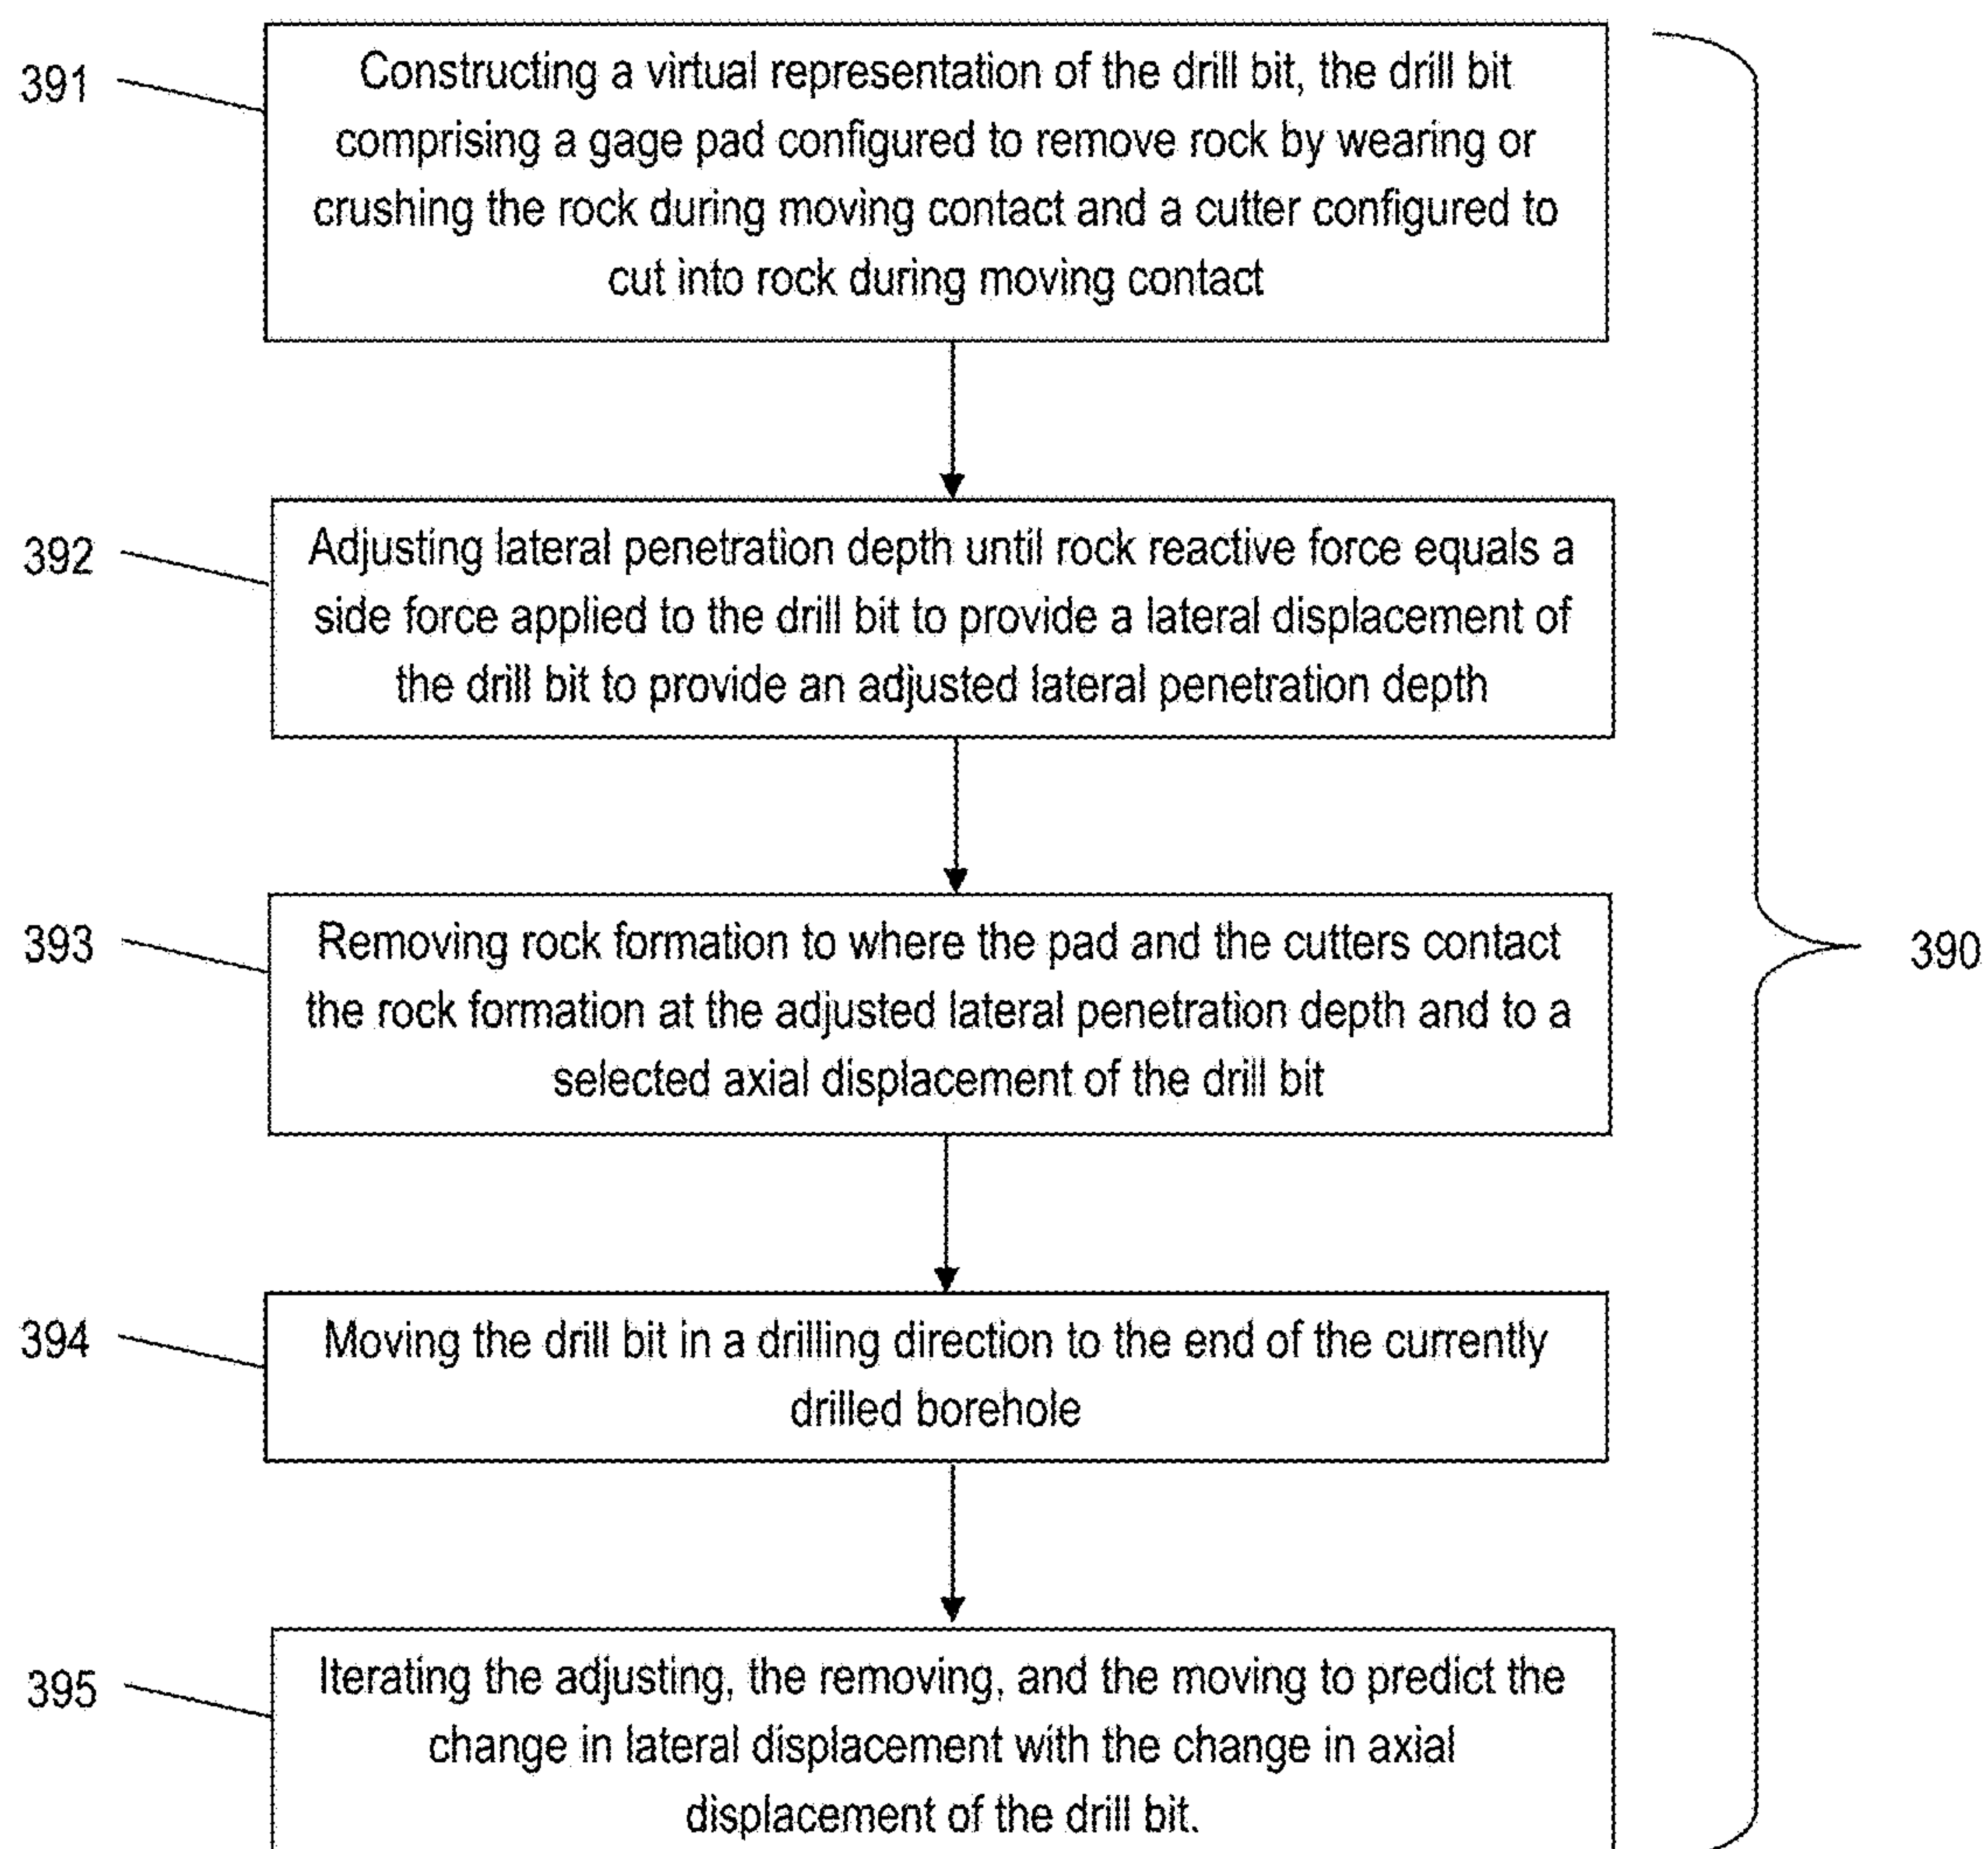 391
Constructing a virtual representation of the drill bit, the drill bit
comprising a gage pad configured to remove rock by wearing or
crushing the rock during moving contact and a cutter configured to
cut into rock during moving contact
392
Adjusting lateral penetration depth until rock reactive force equals a
side force applied to the drill bit to provide a lateral displacement of
the drill bit to provide an adjusted lateral penetration depth
393
Removing rock formation to where the pad and the cutters contact
the rock formation at the adjusted lateral penetration depth and to a
selected axial displacement of the drill bit
390
394
Moving the drill bit in a drilling direction to the end of the currently
drilled borehole
395
Iterating the adjusting, the removing, and the moving to predict the
change in lateral displacement with the change in axial
displacement of the drill bit.